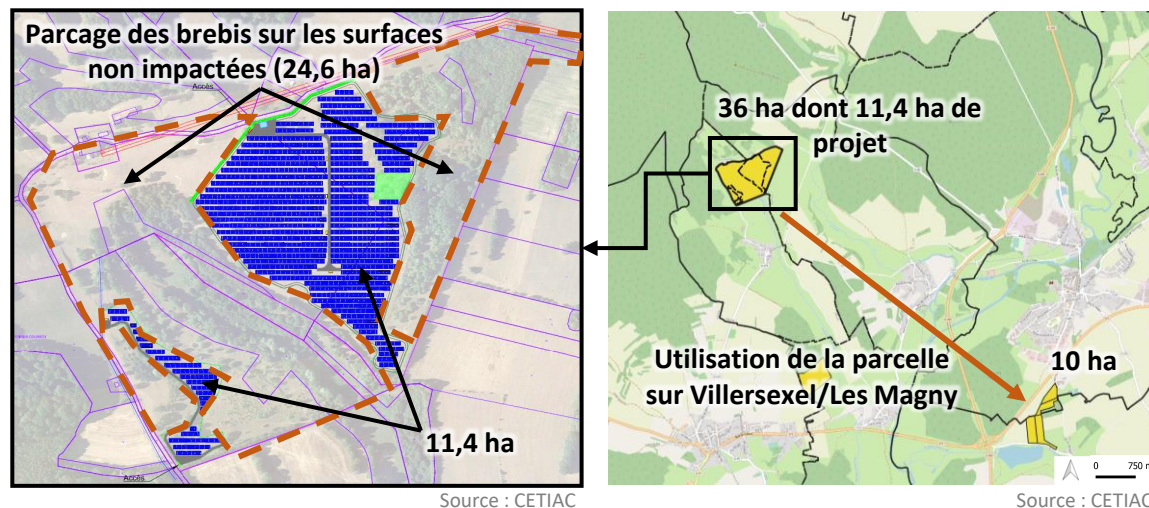 Parcage des brebis sur les surfaces
non impactées (24,6 ha)
Accès
11,4 ha
Accès
Source : CETIAC
36 ha dont 11,4 ha de
projet
Utilisation de la parcelle
sur Villersexel/Les Magny
10 ha
0 750 m
Source : CETIAC